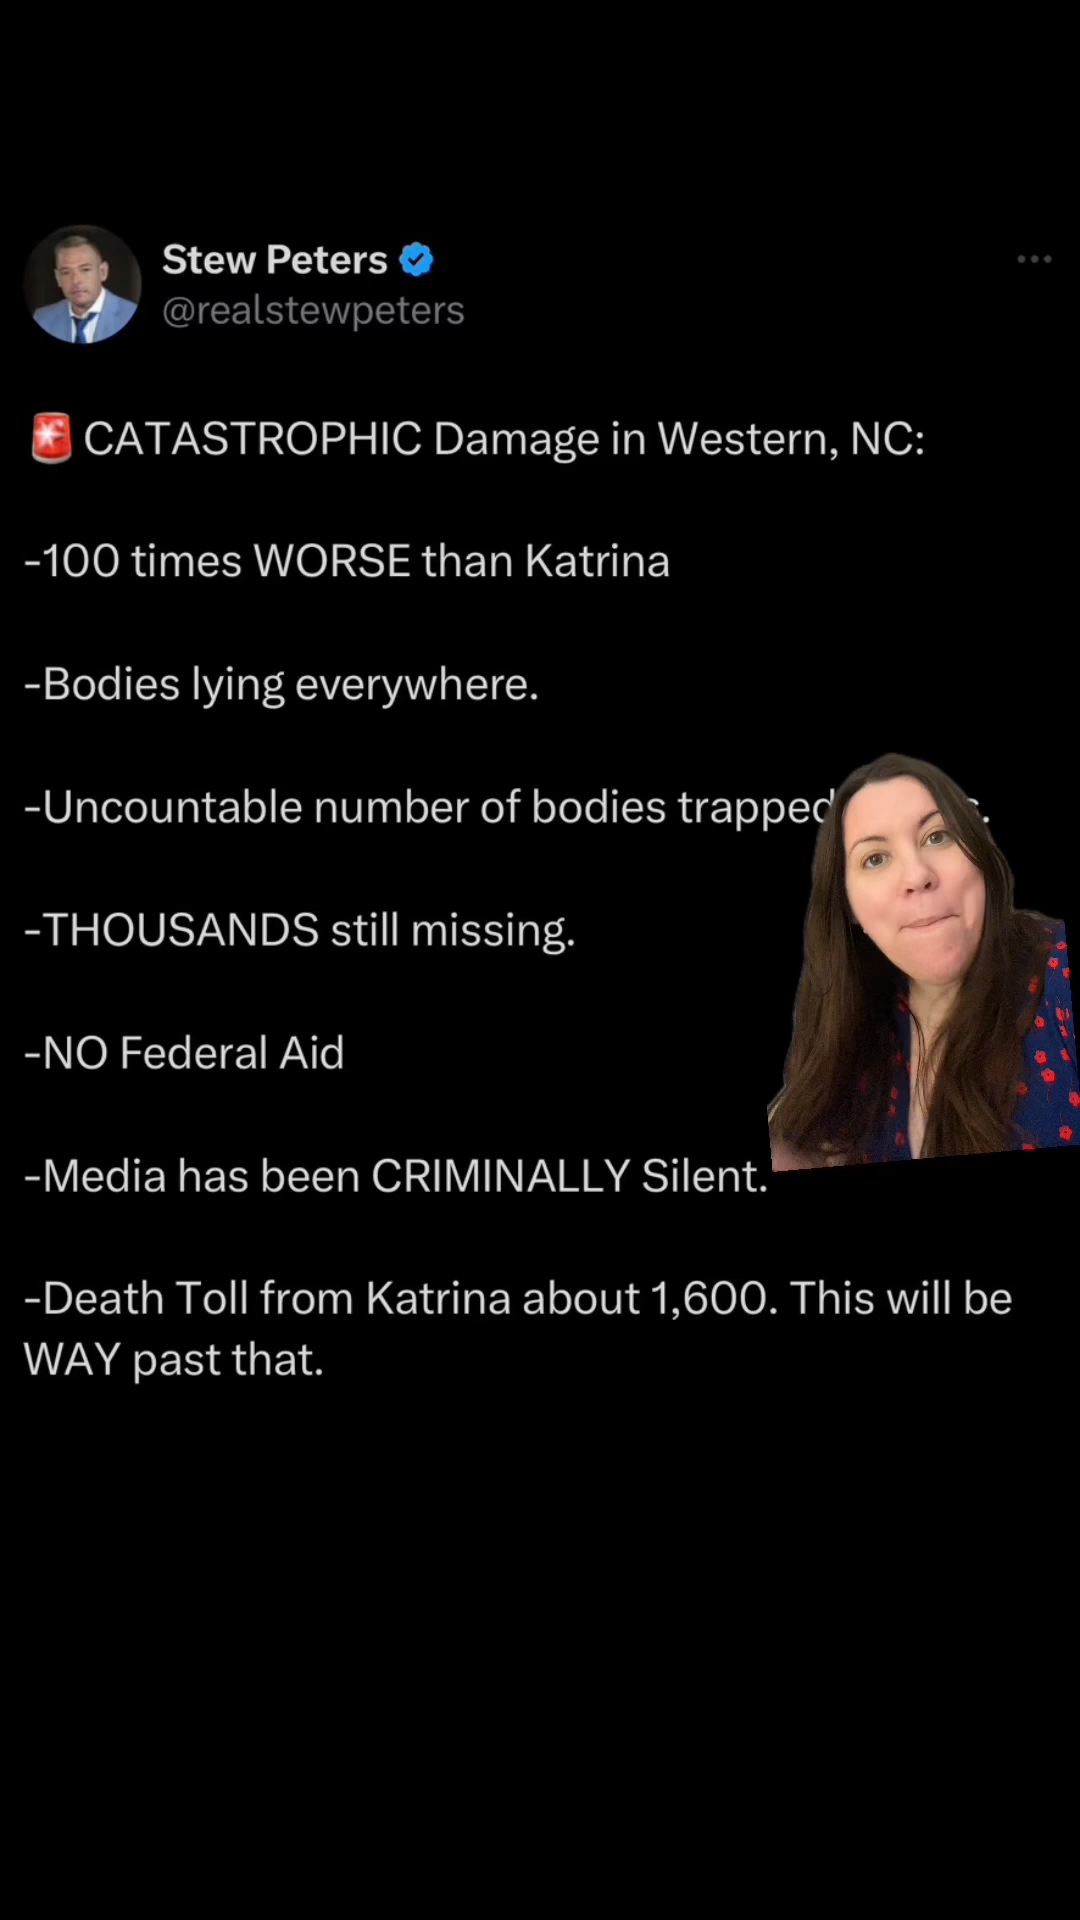 Stew Peters
@realstewpeters
🚨 CATASTROPHIC Damage in Western, NC:
-100 times WORSE than Katrina
-Bodies lying everywhere.
-Uncountable number of bodies trapped
-THOUSANDS still missing.
-NO Federal Aid
-Media has been CRIMINALLY Silent.
-Death Toll from Katrina about 1,600. This will be
WAY past that.